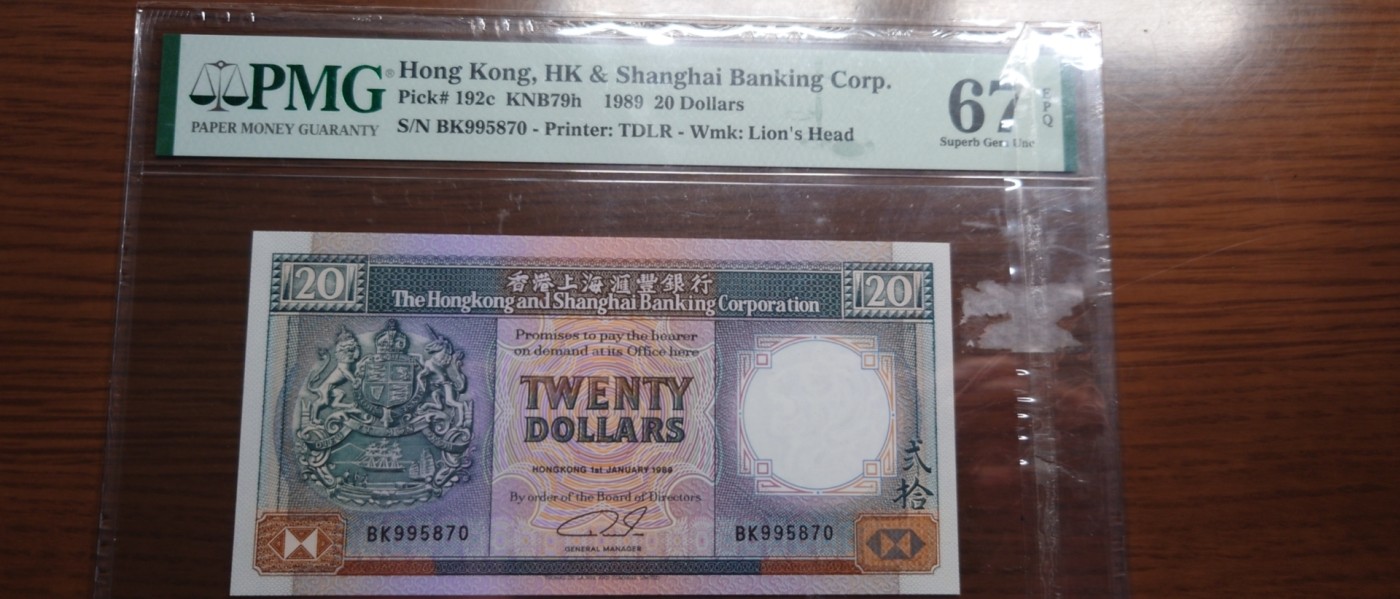 PMG®
PAPER MONEY GUARANTY
Hong Kong, HK & Shanghai Banking Corp.
Pick# 192c KNB79h 1989 20 Dollars
S/N BK995870 - Printer: TDLR - Wmk: Lion's Head
67
EPQ
Superb Gem Unc
20
香港上海滙豐銀行
20
The Hongkong and Shanghai Banking Corporation
Promises to pay the bearer
on demand at its Office here
TWENTY
DOLLARS
HONGKONG 1st JANUARY 1989
By order of the Board of Directors
GENERAL MANAGER
BK995870
BK995870
弍拾